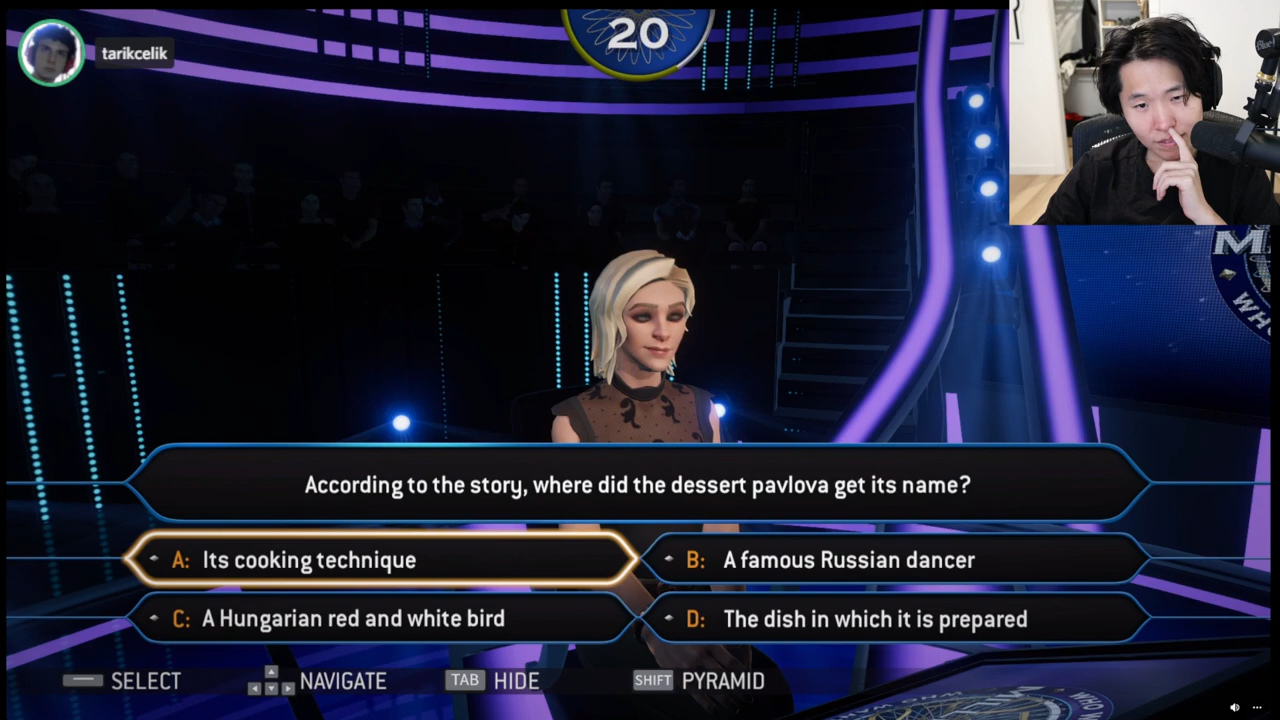 tarikcelik
20
According to the story, where did the dessert pavlova get its name?
A: Its cooking technique
B: A famous Russian dancer
C: A Hungarian red and white bird
D: The dish in which it is prepared
SELECT
NAVIGATE
TAB HIDE
SHIFT PYRAMID